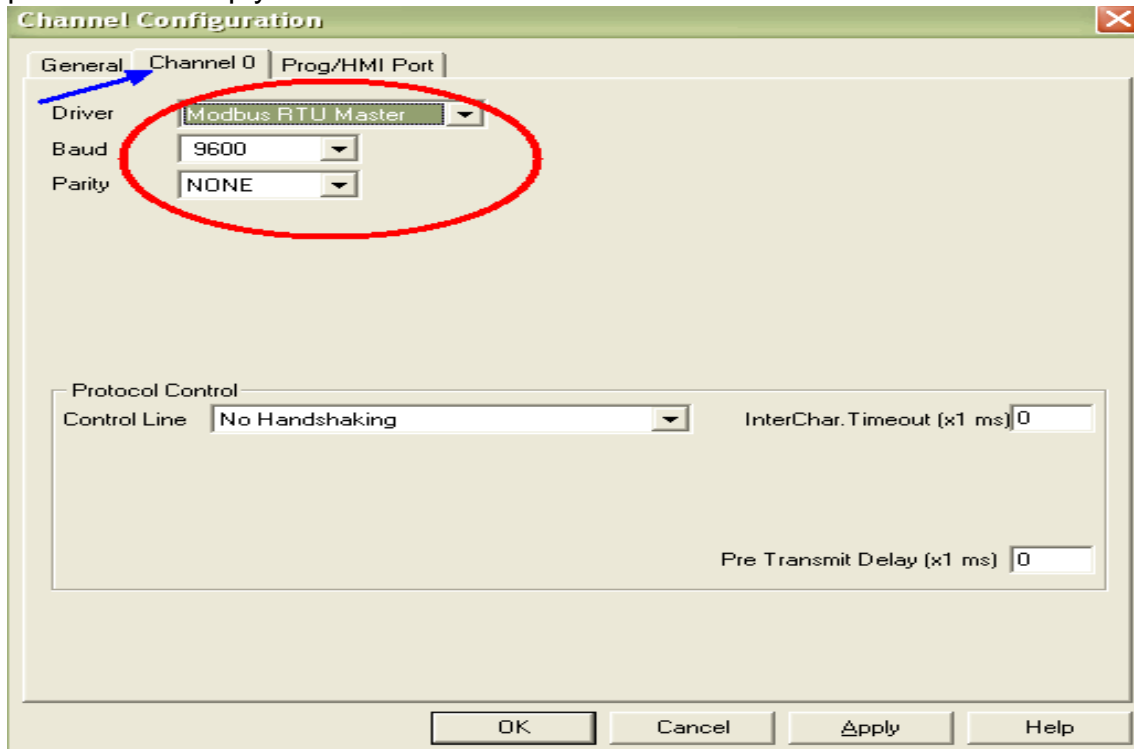 Channel Configuration
General Channel 0 Prog/HMI Port
Driver Modbus RTU Master
Baud 9600
Parity NONE
Protocol Control
Control Line No Handshaking InterChar.Timeout (x1 ms) 0
Pre Transmit Delay (x1 ms) 0
OK Cancel Apply Help